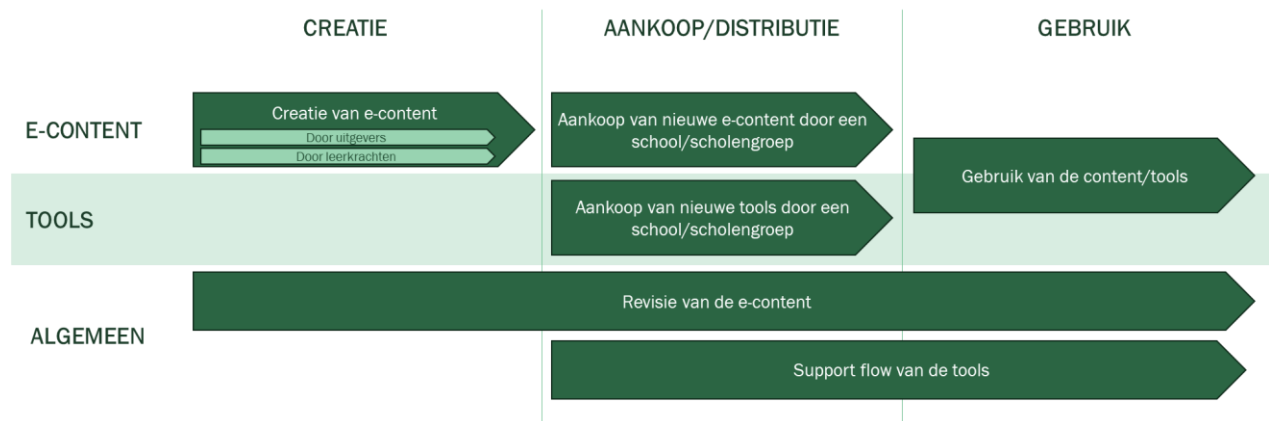 CREATIE
AANKOOP/DISTRIBUTIE
GEBRUIK
E-CONTENT
Creatie van e-content
Door uitgevers
Door leerkrachten
Aankoop van nieuwe e-content door een
school/scholengroep
Gebruik van de content/tools
TOOLS
Aankoop van nieuwe tools door een
school/scholengroep
ALGEMEEN
Revisie van de e-content
Support flow van de tools